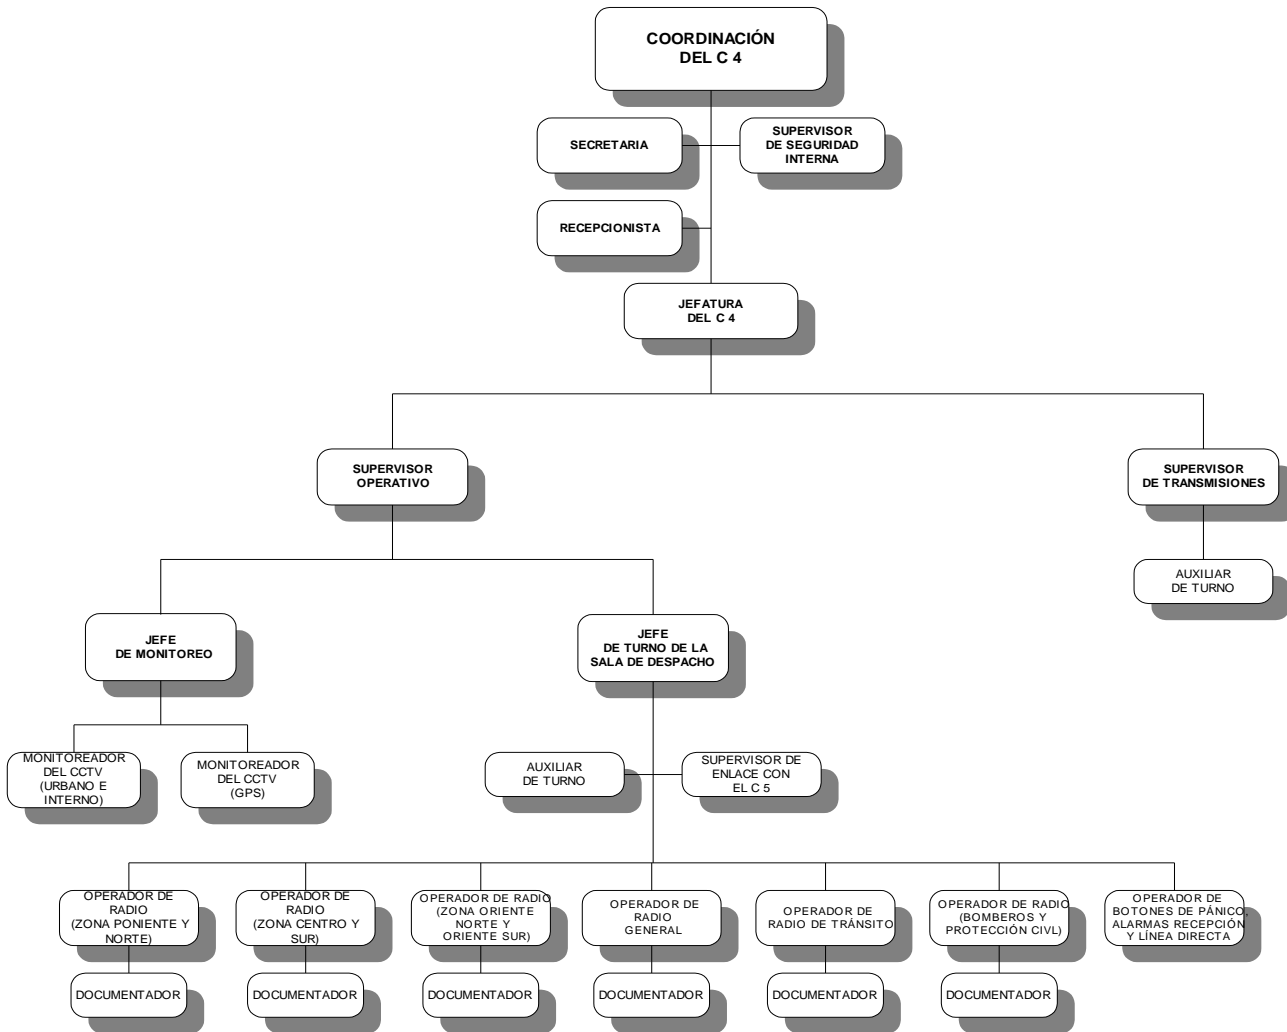 COORDINACIÓN
DEL C 4
SECRETARIA
SUPERVISOR
DE SEGURIDAD
INTERNA
RECEPCIONISTA
JEFATURA
DEL C 4
SUPERVISOR
OPERATIVO
SUPERVISOR
DE TRANSMISIONES
AUXILIAR
DE TURNO
JEFE
DE MONITOREO
JEFE
DE TURNO DE LA
SALA DE DESPACHO
MONITOREADOR
DEL CCTV
(URBANO E
INTERNO)
MONITOREADOR
DEL CCTV
(GPS)
AUXILIAR
DE TURNO
SUPERVISOR DE
ENLACE CON
EL C 5
OPERADOR DE
RADIO
(ZONA PONIENTE Y
NORTE)
OPERADOR DE
RADIO
(ZONA CENTRO Y
SUR)
OPERADOR DE RADIO
(ZONA ORIENTE
NORTE Y
ORIENTE SUR)
OPERADOR DE
RADIO
GENERAL
OPERADOR DE
RADIO DE TRÁNSITO
OPERADOR DE RADIO
(BOMBEROS Y
PROTECCIÓN CIVL)
OPERADOR DE
BOTONES DE PÁNICO,
ALARMAS RECEPCIÓN
Y LÍNEA DIRECTA
DOCUMENTADOR
DOCUMENTADOR
DOCUMENTADOR
DOCUMENTADOR
DOCUMENTADOR
DOCUMENTADOR